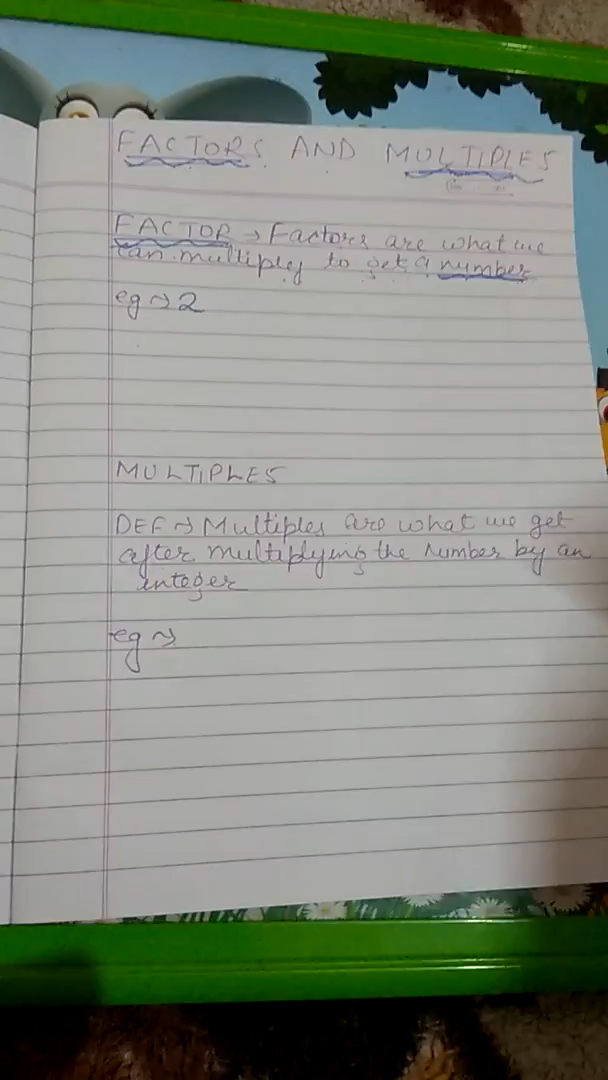 FACTORS AND MULTIPLES
FACTOR → Factors are what we
can multiply to get a number
eg → 2
MULTIPLES
DEF → Multiples are what we get
after multiplying the number by an
integer
eg →